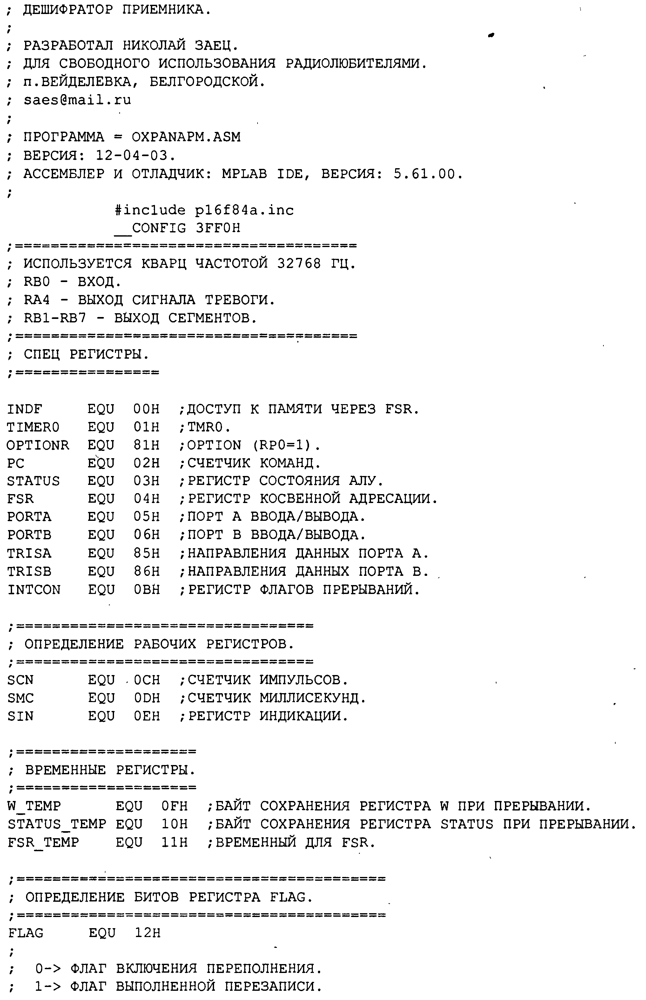 ; ДЕШИФРАТОР ПРИЕМНИКА.
;
; РАЗРАБОТАЛ НИКОЛАЙ ЗАЕЦ.
; ДЛЯ СВОБОДНОГО ИСПОЛЬЗОВАНИЯ РАДИОЛЮБИТЕЛЯМИ.
; п.ВЕЙДЕЛЕВКА, БЕЛГОРОДСКОЙ.
; saes@mail.ru
;
; ПРОГРАММА = OXPANAPM.ASM
; ВЕРСИЯ: 12-04-03.
; АССЕМБЛЕР И ОТЛАДЧИК: MPLAB IDE, ВЕРСИЯ: 5.61.00.
;
#include p16f84a.inc
__CONFIG 3FF0H
;======================================
; ИСПОЛЬЗУЕТСЯ КВАРЦ ЧАСТОТОЙ 32768 ГЦ.
; RB0 - ВХОД.
; RA4 - ВЫХОД СИГНАЛА ТРЕВОГИ.
; RB1-RB7 - ВЫХОД СЕГМЕНТОВ.
;======================================
; СПЕЦ РЕГИСТРЫ.
;================
INDF EQU 00H ;ДОСТУП К ПАМЯТИ ЧЕРЕЗ FSR.
TIMER0 EQU 01H ;TMR0.
OPTIONR EQU 81H ;OPTION (RP0=1).
PC EQU 02H ;СЧЕТЧИК КОМАНД.
STATUS EQU 03H ;РЕГИСТР СОСТОЯНИЯ АЛУ.
FSR EQU 04H ;РЕГИСТР КОСВЕННОЙ АДРЕСАЦИИ.
PORTA EQU 05H ;ПОРТ А ВВОДА/ВЫВОДА.
PORTB EQU 06H ;ПОРТ В ВВОДА/ВЫВОДА.
TRISA EQU 85H ;НАПРАВЛЕНИЯ ДАННЫХ ПОРТА А.
TRISB EQU 86H ;НАПРАВЛЕНИЯ ДАННЫХ ПОРТА В.
INTCON EQU 0BH ;РЕГИСТР ФЛАГОВ ПРЕРЫВАНИЙ.
;=================================
; ОПРЕДЕЛЕНИЕ РАБОЧИХ РЕГИСТРОВ.
;=================================
SCN EQU 0CH ;СЧЕТЧИК ИМПУЛЬСОВ.
SMC EQU 0DH ;СЧЕТЧИК МИЛЛИСЕКУНД.
SIN EQU 0EH ;РЕГИСТР ИНДИКАЦИИ.
;====================
; ВРЕМЕННЫЕ РЕГИСТРЫ.
;====================
W_TEMP EQU 0FH ;БАЙТ СОХРАНЕНИЯ РЕГИСТРА W ПРИ ПРЕРЫВАНИИ.
STATUS_TEMP EQU 10H ;БАЙТ СОХРАНЕНИЯ РЕГИСТРА STATUS ПРИ ПРЕРЫВАНИИ.
FSR_TEMP EQU 11H ;ВРЕМЕННЫЙ ДЛЯ FSR.
;=========================================
; ОПРЕДЕЛЕНИЕ БИТОВ РЕГИСТРА FLAG.
;=========================================
FLAG EQU 12H
;
; 0-> ФЛАГ ВКЛЮЧЕНИЯ ПЕРЕПОЛНЕНИЯ.
; 1-> ФЛАГ ВЫПОЛНЕННОЙ ПЕРЕЗАПИСИ.